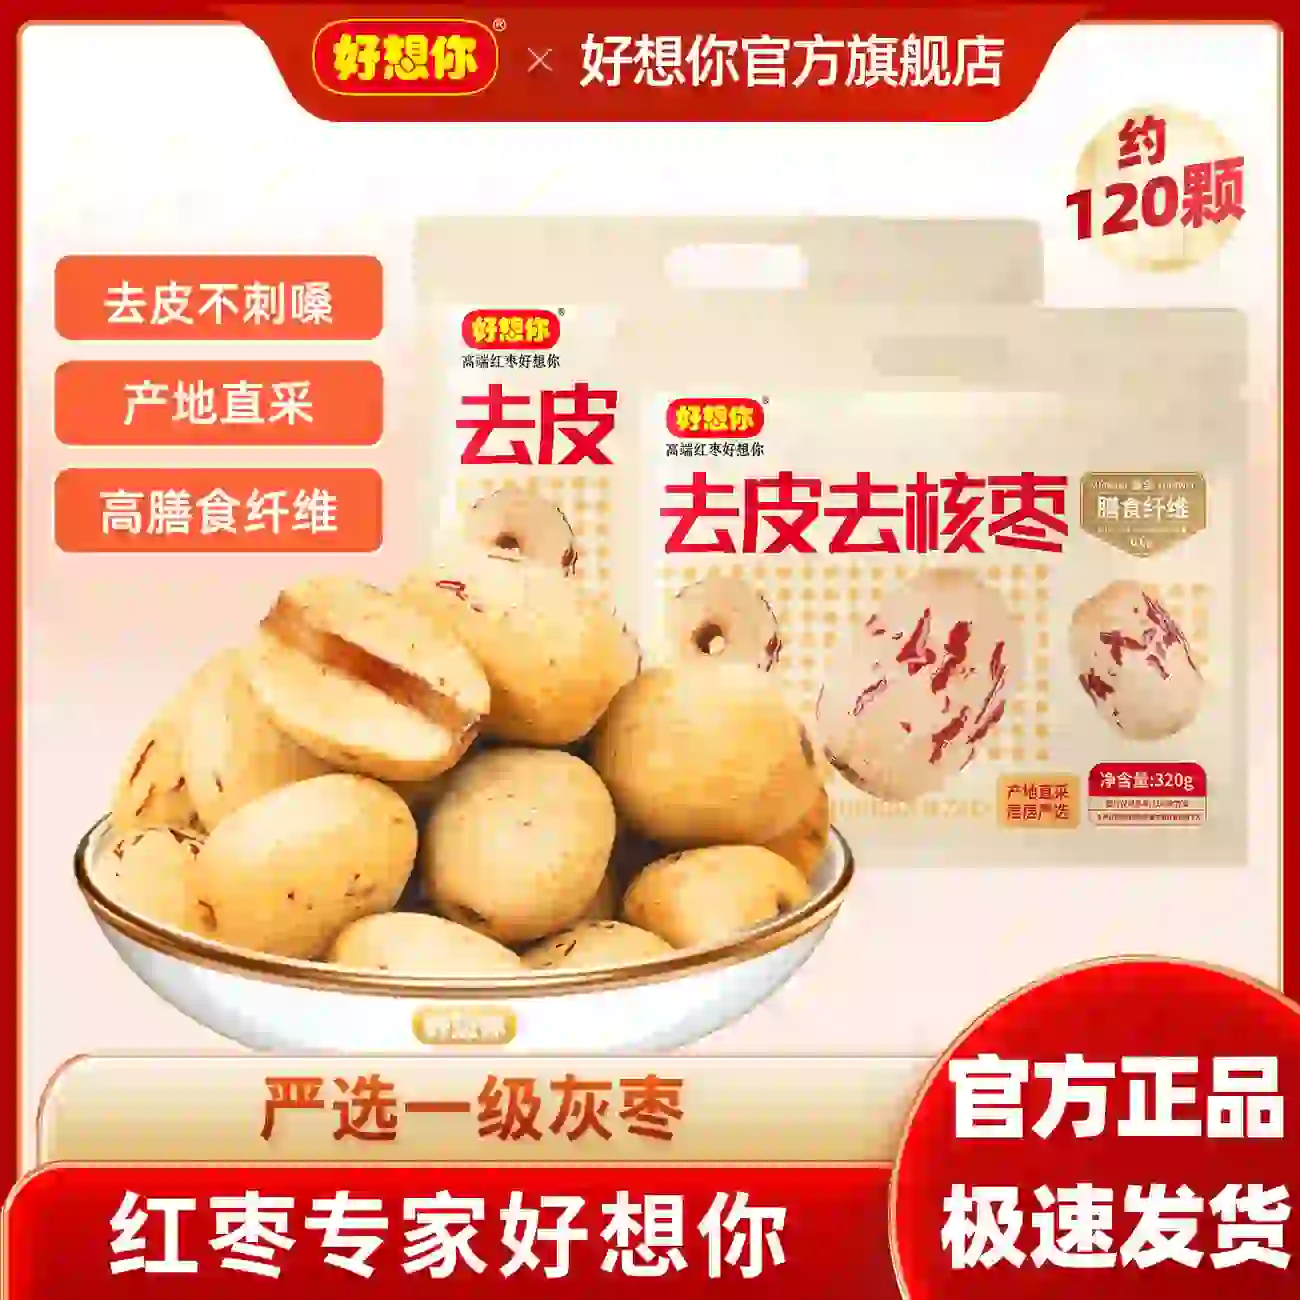 好想你® × 好想你官方旗舰店
约
120颗
去皮不刺嗓
产地直采
高膳食纤维
好想你®
高端红枣好想你
去皮
好想你®
高端红枣好想你
去皮去核枣
膳食纤维
产地直采
层层严选
净含量:320g
好想你
严选一级灰枣
红枣专家好想你
官方正品
极速发货